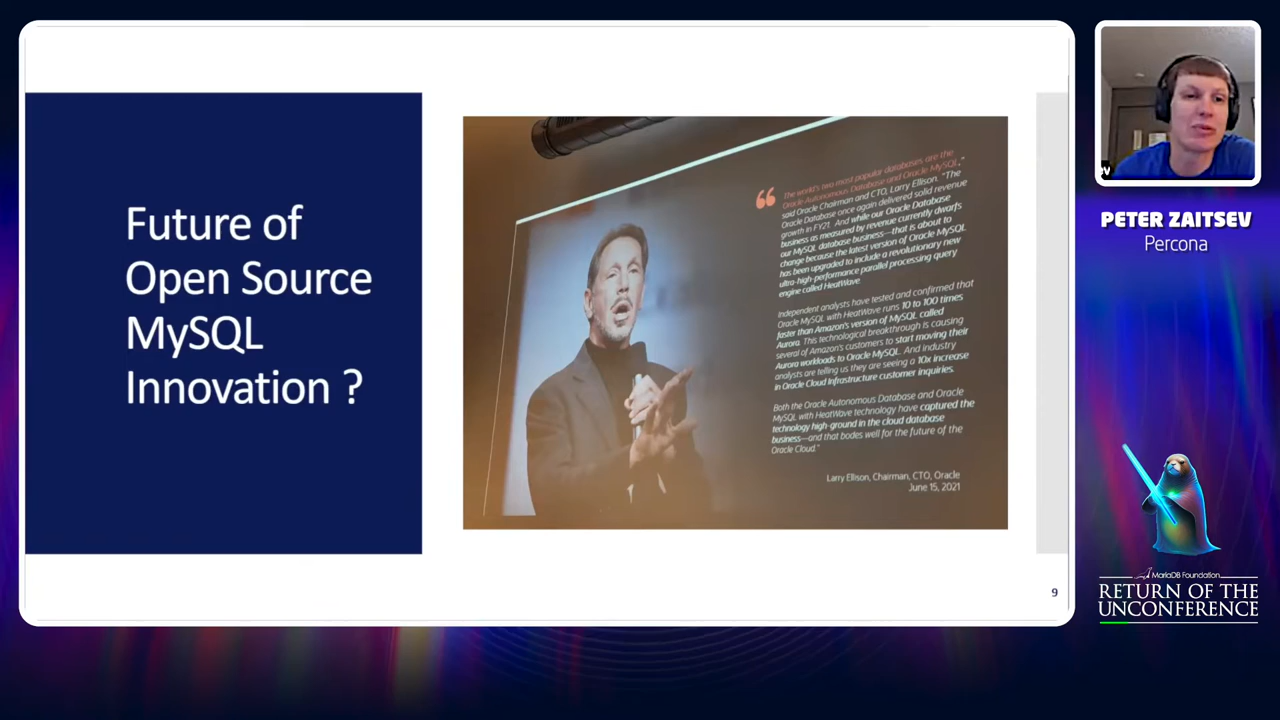 Future of
Open Source
MySQL
Innovation ?
“
The world's two most popular databases are the
Oracle Autonomous Database and Oracle MySQL,”
said Oracle Chairman and CTO, Larry Ellison. “The
Oracle Database once again delivered solid revenue
growth in FY21. And while our Oracle Database
business as measured by revenue currently dwarfs
our MySQL database business—that is about to
change because the latest version of Oracle MySQL
has been upgraded to include a revolutionary new
ultra-high-performance parallel processing query
engine called HeatWave.
Independent analysts have tested and confirmed that
Oracle MySQL with HeatWave runs 10 to 100 times
faster than Amazon's version of MySQL called
Aurora. This technological breakthrough is causing
several of Amazon's customers to start moving their
Aurora workloads to Oracle MySQL. And Industry
analysts are telling us they are seeing a 10x increase
in Oracle Cloud Infrastructure customer inquiries.
Both the Oracle Autonomous Database and Oracle
MySQL with HeatWave technology have captured the
technology high-ground in the cloud database
business—and that bodes well for the future of the
Oracle Cloud.”
Larry Ellison, Chairman, CTO, Oracle
June 15, 2021
9
ev
PETER ZAITSEV
Percona
MariaDB Foundation
RETURN OF THE
UNCONFERENCE